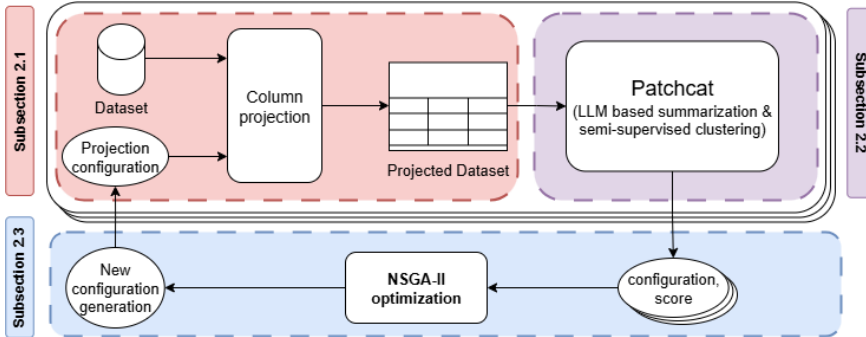 Subsection 2.1
Dataset
Projection
configuration
Column
projection
Projected Dataset
Patchcat
(LLM based summarization &
semi-supervised clustering)
Subsection 2.2
Subsection 2.3
New
configuration
generation
NSGA-II
optimization
configuration,
score